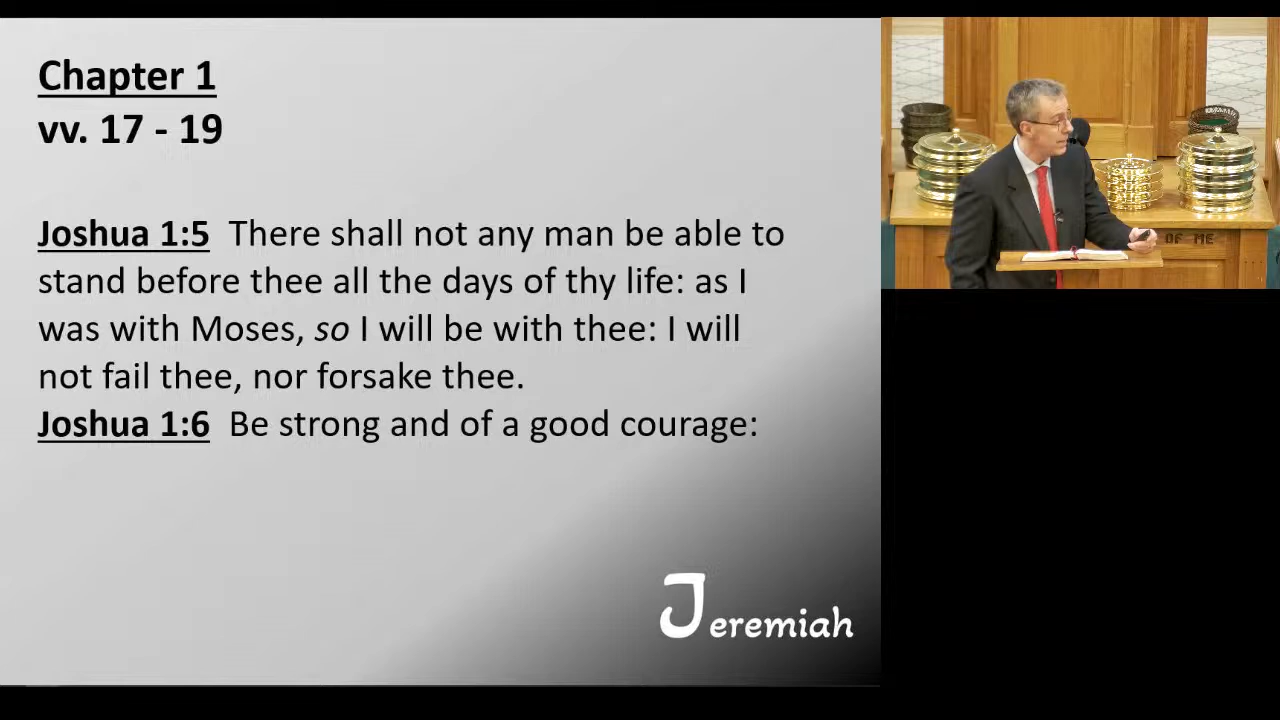 Chapter 1
vv. 17 - 19
Joshua 1:5 There shall not any man be able to
stand before thee all the days of thy life: as I
was with Moses, so I will be with thee: I will
not fail thee, nor forsake thee.
Joshua 1:6 Be strong and of a good courage:
Jeremiah
OF ME